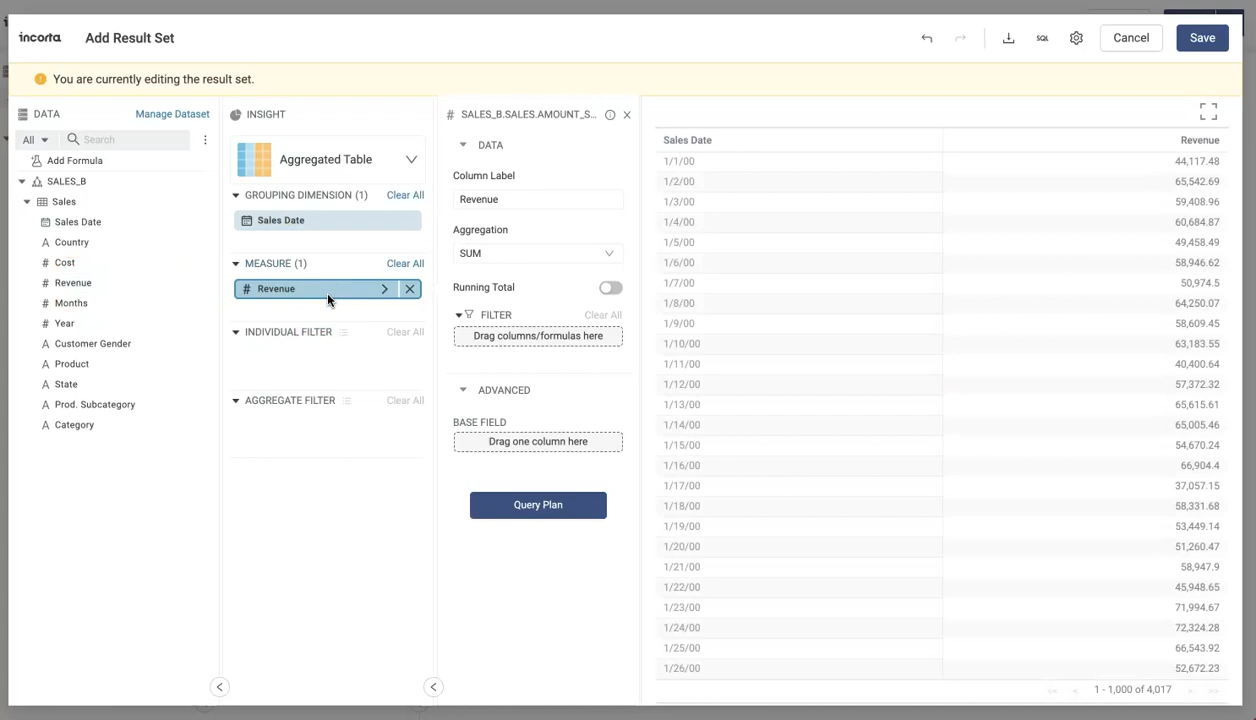 incorta Add Result Set SQL Cancel Save
You are currently editing the result set.
DATA Manage Dataset
All Search
Add Formula
SALES_B
Sales
Sales Date
Country
# Cost
# Revenue
# Months
# Year
Customer Gender
Product
State
Prod. Subcategory
Category
INSIGHT
Aggregated Table
GROUPING DIMENSION (1) Clear All
Sales Date
MEASURE (1) Clear All
# Revenue
INDIVIDUAL FILTER Clear All
AGGREGATE FILTER Clear All
# SALES_B.SALES.AMOUNT_S...
DATA
Column Label
Revenue
Aggregation
SUM
Running Total
FILTER Clear All
Drag columns/formulas here
ADVANCED
BASE FIELD
Drag one column here
Query Plan
Sales Date Revenue
1/1/00 44,117.48
1/2/00 65,542.69
1/3/00 59,408.96
1/4/00 60,684.87
1/5/00 49,458.49
1/6/00 58,946.62
1/7/00 50,974.5
1/8/00 64,250.07
1/9/00 58,609.45
1/10/00 63,183.55
1/11/00 40,400.64
1/12/00 57,372.32
1/13/00 65,615.61
1/14/00 65,005.46
1/15/00 54,670.24
1/16/00 66,904.4
1/17/00 37,057.15
1/18/00 58,331.68
1/19/00 53,449.14
1/20/00 51,260.47
1/21/00 58,947.9
1/22/00 45,948.65
1/23/00 71,994.67
1/24/00 72,324.28
1/25/00 66,543.92
1/26/00 52,672.23
1 - 1,000 of 4,017